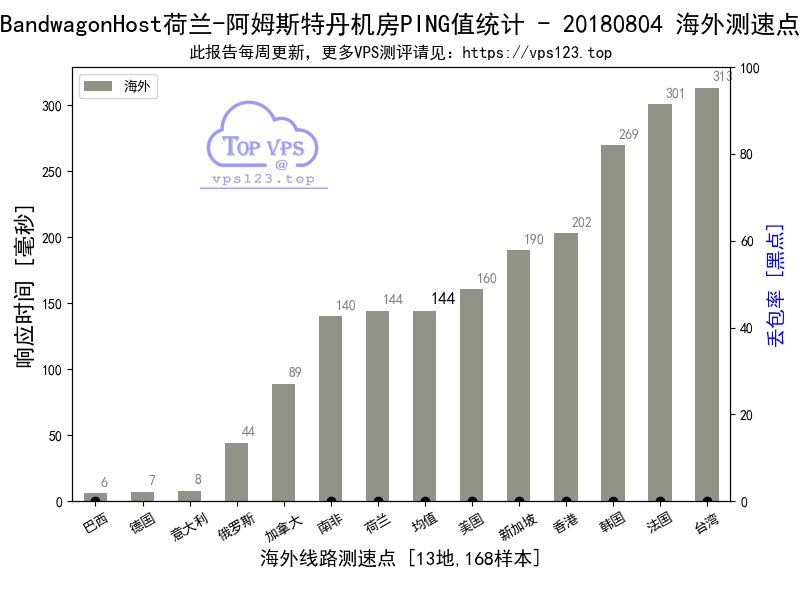 BandwagonHost荷兰-阿姆斯特丹机房PING值统计 - 20180804 海外测速点
此报告每周更新, 更多VPS测评请见: https://vps123.top
海外
Top VPS
@
vps123.top
响应时间 [毫秒]
300
250
200
150
100
50
0
6
7
8
44
89
140
144
144
160
190
202
269
301
313
100
80
60
40
20
0
丢包率 [黑点]
巴西
德国
意大利
俄罗斯
加拿大
南非
荷兰
均值
美国
新加坡
香港
韩国
法国
台湾
海外线路测速点 [13地,168样本]